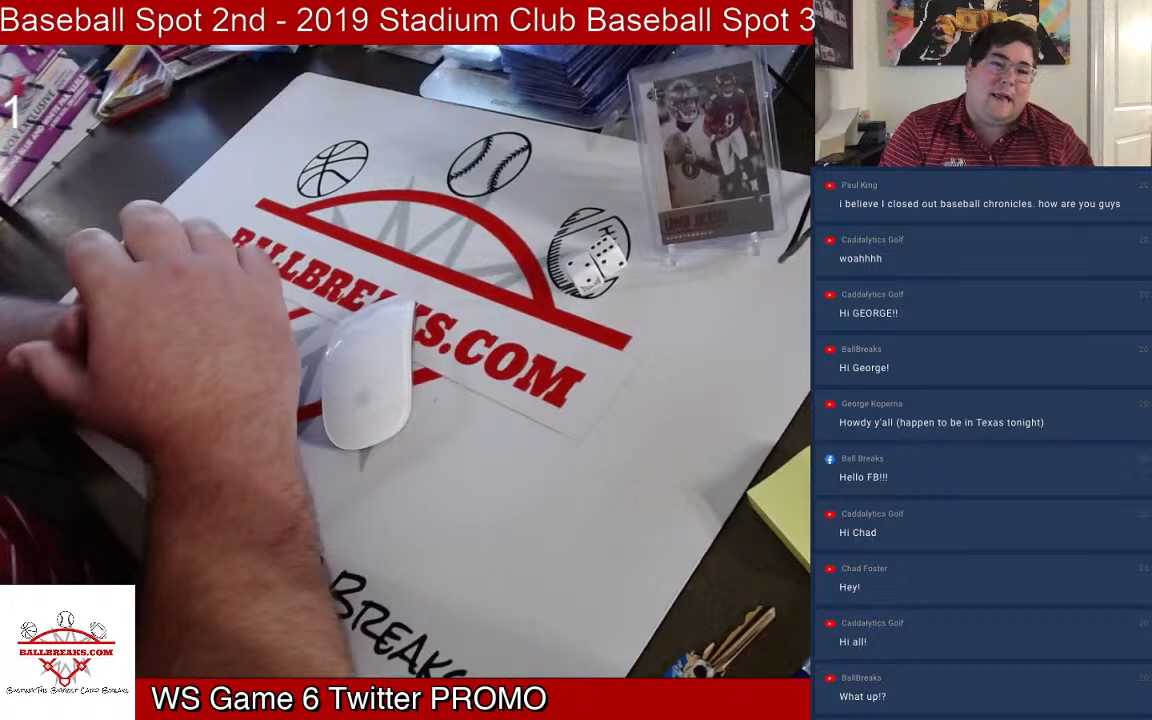 Baseball Spot 2nd - 2019 Stadium Club Baseball Spot 3
1
BALLBREAKS.COM
BREAKS
BALLBREAKS.COM
WS Game 6 Twitter PROMO
Paul King
i believe I closed out baseball chronicles. how are you guys
Caddalytics Golf
woahhhh
Caddalytics Golf
Hi GEORGE!!
BallBreaks
Hi George!
George Koperna
Howdy y'all (happen to be in Texas tonight)
Ball Breaks
Hello FB!!!
Caddalytics Golf
Hi Chad
Chad Foster
Hey!
Caddalytics Golf
Hi all!
BallBreaks
What up!?